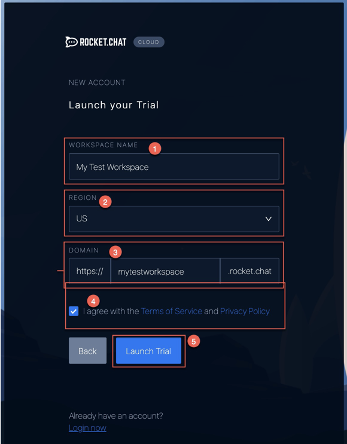 ROCKET.CHAT CLOUD
NEW ACCOUNT
Launch your Trial
WORKSPACE NAME
1
My Test Workspace
REGION
2
US
DOMAIN
3
https:// mytestworkspace .rocket.chat
4
I agree with the Terms of Service and Privacy Policy
Back Launch Trial 5
Already have an account?
Login now